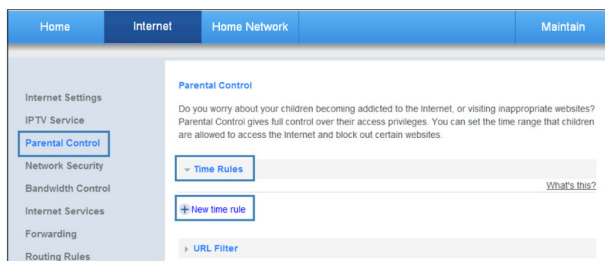 Home Internet Home Network Maintain
Internet Settings
IPTV Service
Parental Control
Network Security
Bandwidth Control
Internet Services
Forwarding
Routing Rules
Parental Control
Do you worry about your children becoming addicted to the Internet, or visiting inappropriate websites?
Parental Control gives full control over their access privileges. You can set the time range that children
are allowed to access the Internet and block out certain websites.
Time Rules
What's this?
New time rule
URL Filter